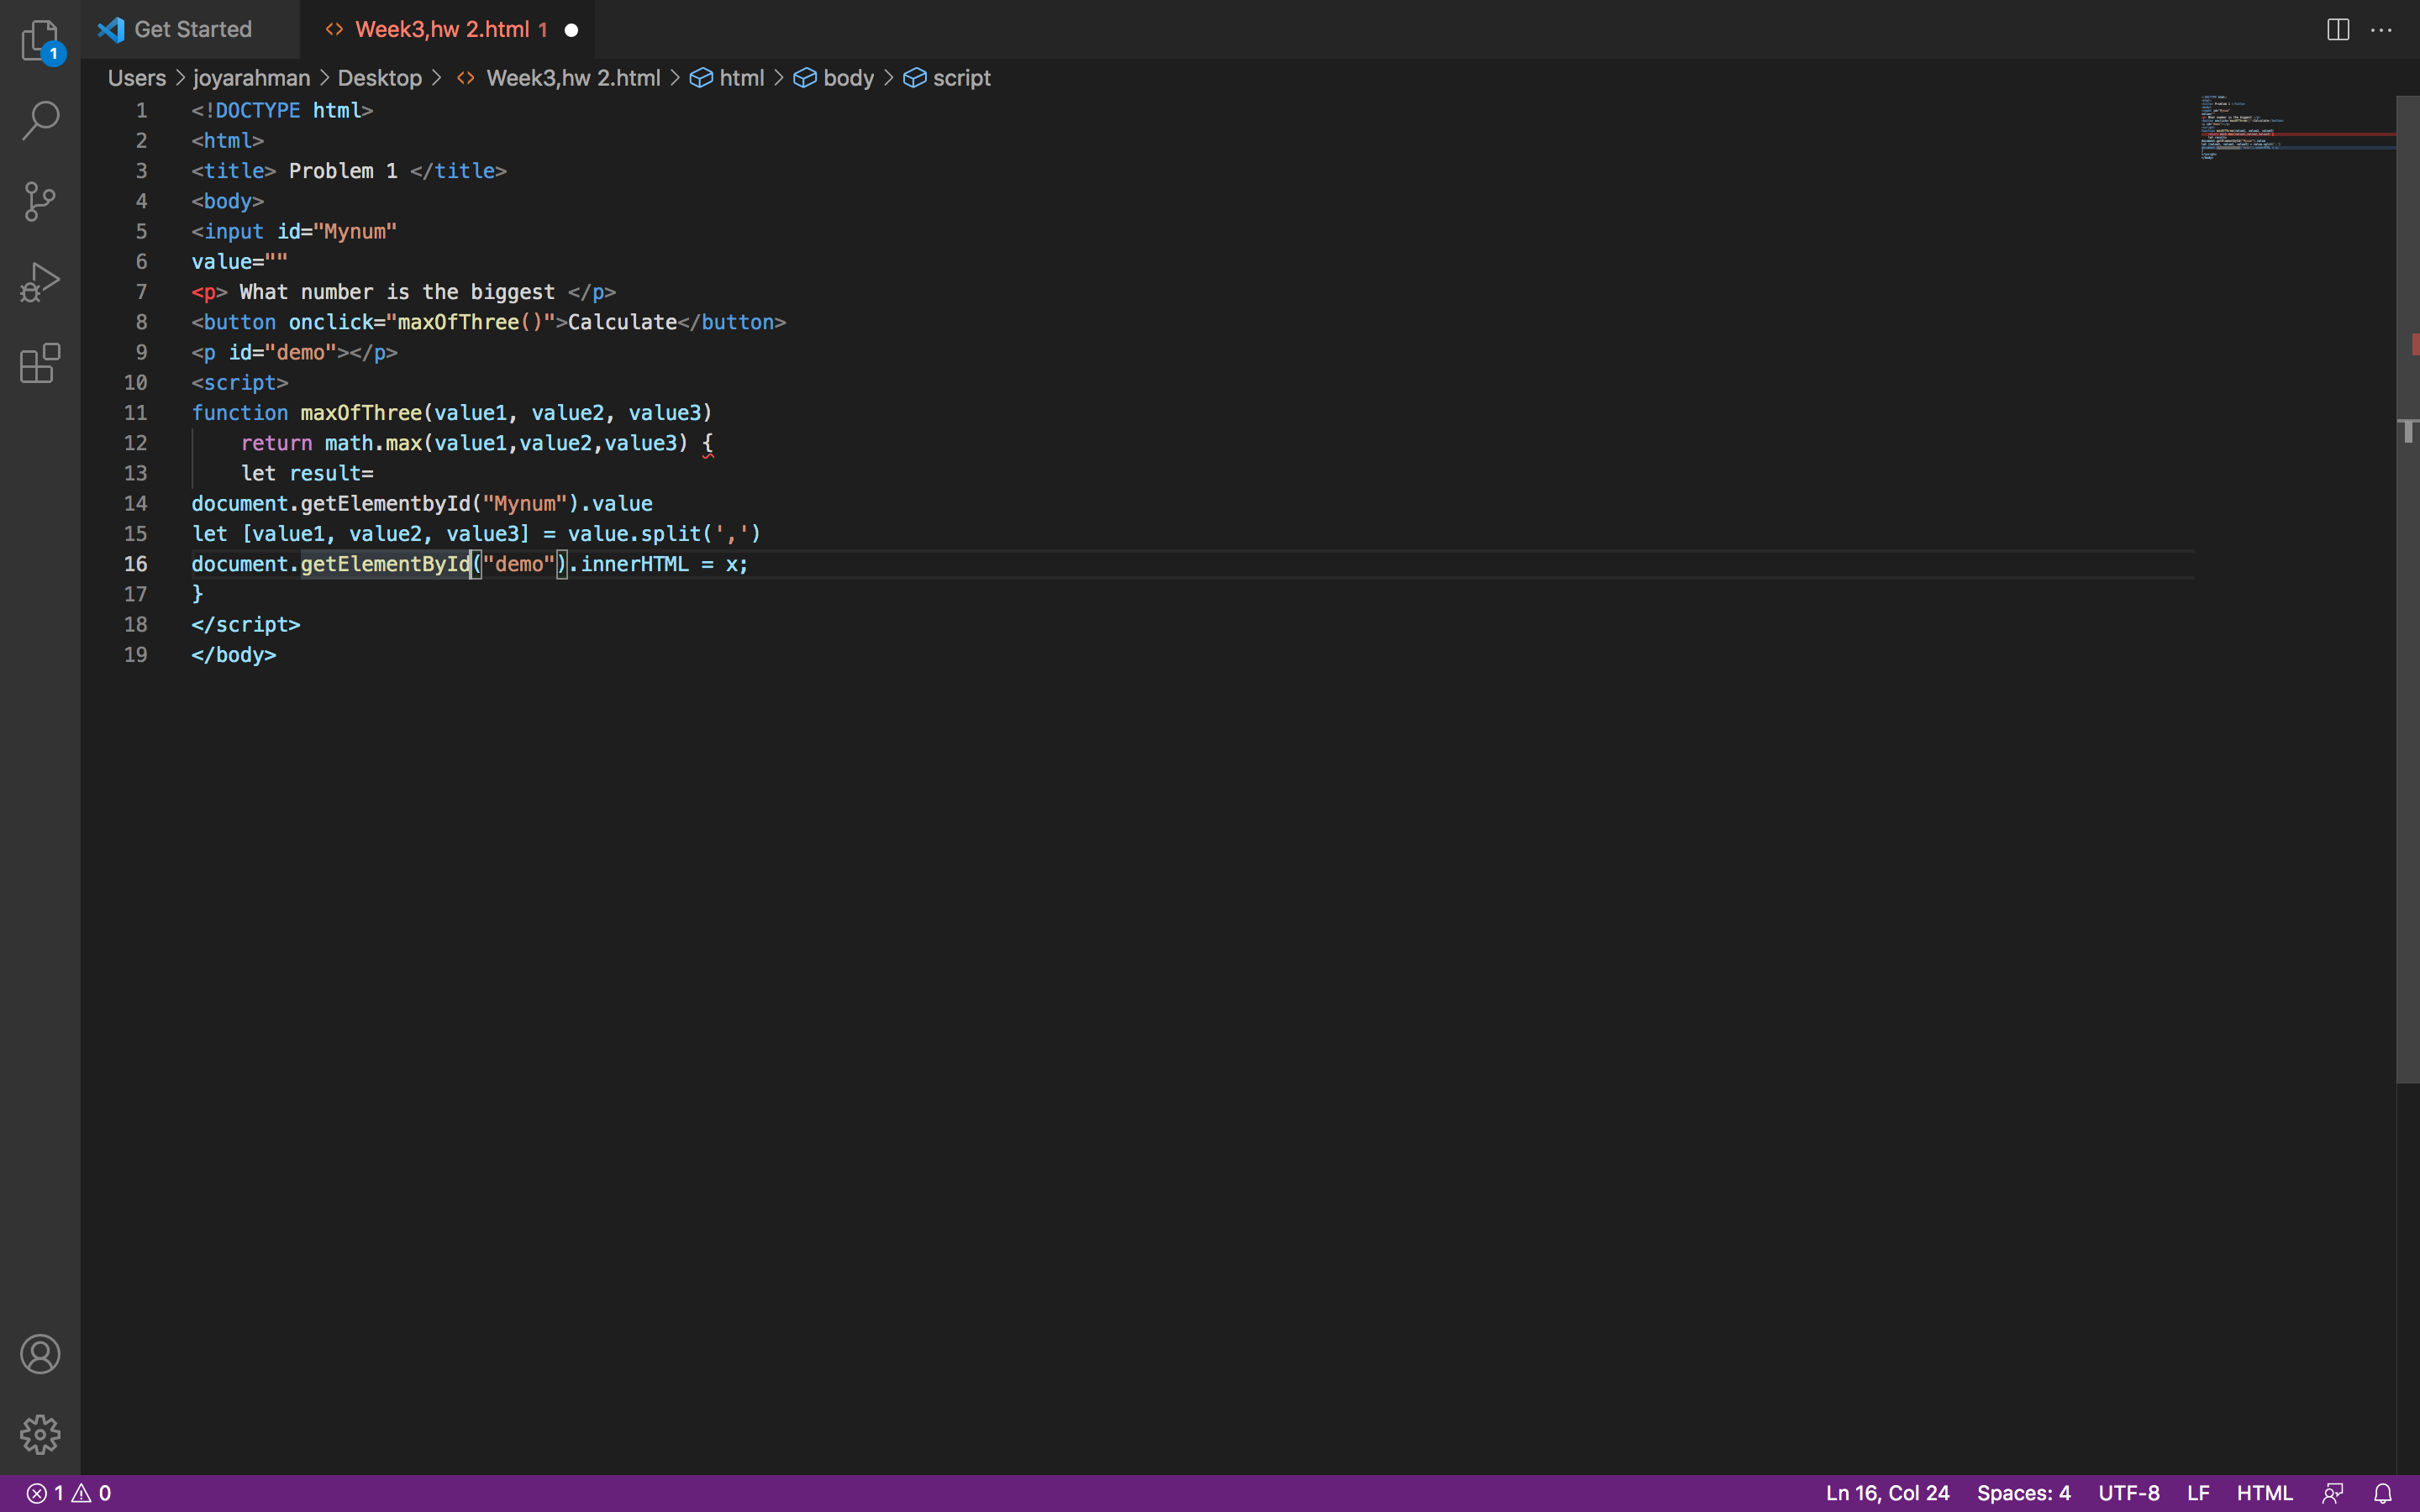 1
Get Started
Week3,hw 2.html 1
Users > joyarahman > Desktop > Week3,hw 2.html > html > body > script
1 <!DOCTYPE html>
2 <html>
3 <title> Problem 1 </title>
4 <body>
5 <input id="Mynum"
6 value=""
7 <p> What number is the biggest </p>
8 <button onclick="maxOfThree()">Calculate</button>
9 <p id="demo"></p>
10 <script>
11 function maxOfThree(value1, value2, value3)
12     return math.max(value1,value2,value3) {
13     let result=
14 document.getElementbyId("Mynum").value
15 let [value1, value2, value3] = value.split(',')
16 document.getElementById("demo").innerHTML = x;
17 }
18 </script>
19 </body>
1 0
Ln 16, Col 24 Spaces: 4 UTF-8 LF HTML